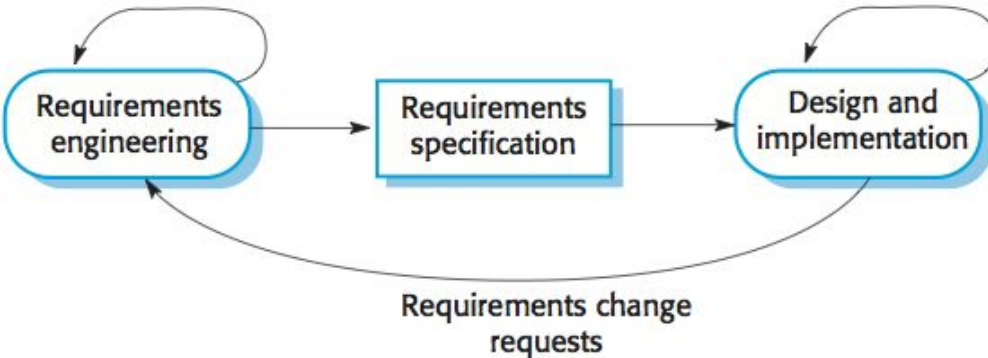 Requirements
engineering
Requirements
specification
Design and
implementation
Requirements change
requests